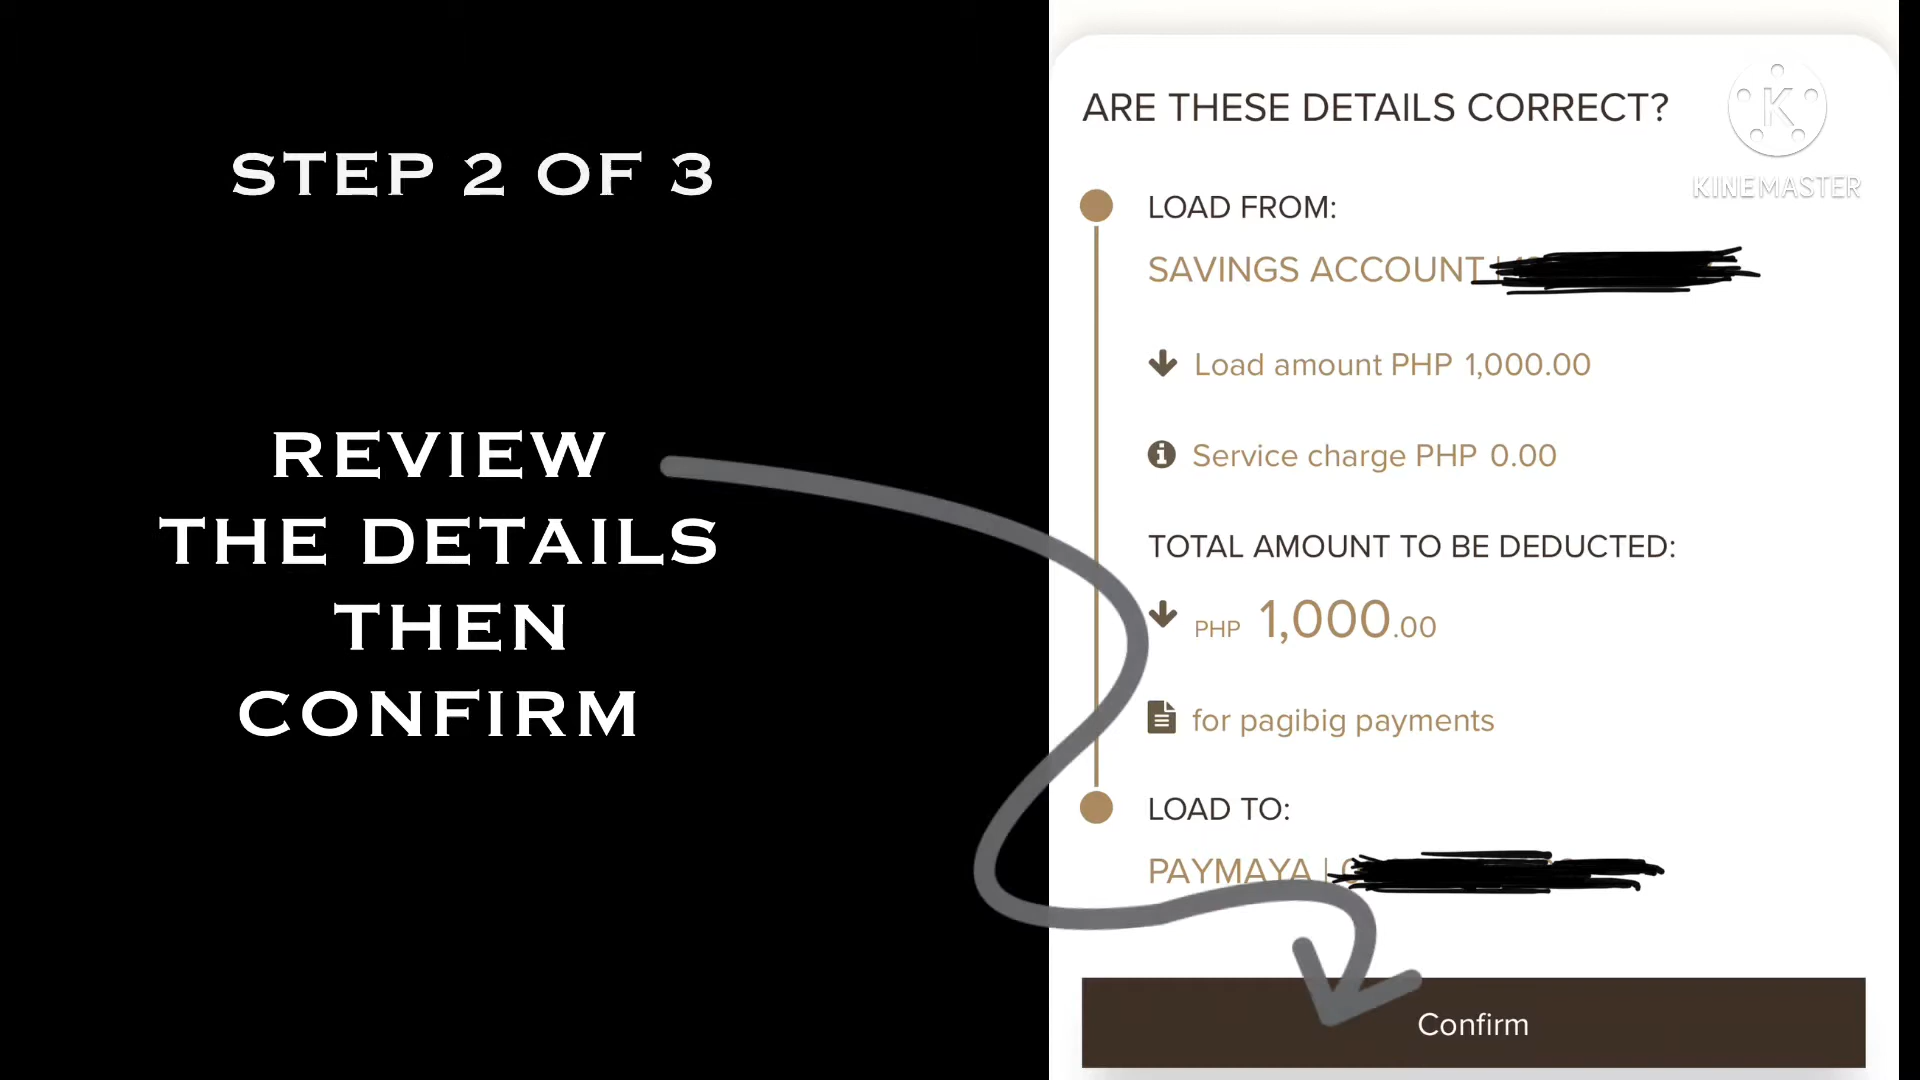 STEP 2 OF 3
REVIEW
THE DETAILS
THEN
CONFIRM
ARE THESE DETAILS CORRECT?
KINEMASTER
LOAD FROM:
SAVINGS ACCOUNT
Load amount PHP 1,000.00
Service charge PHP 0.00
TOTAL AMOUNT TO BE DEDUCTED:
PHP 1,000.00
for pagibig payments
LOAD TO:
PAYMAYA |
Confirm